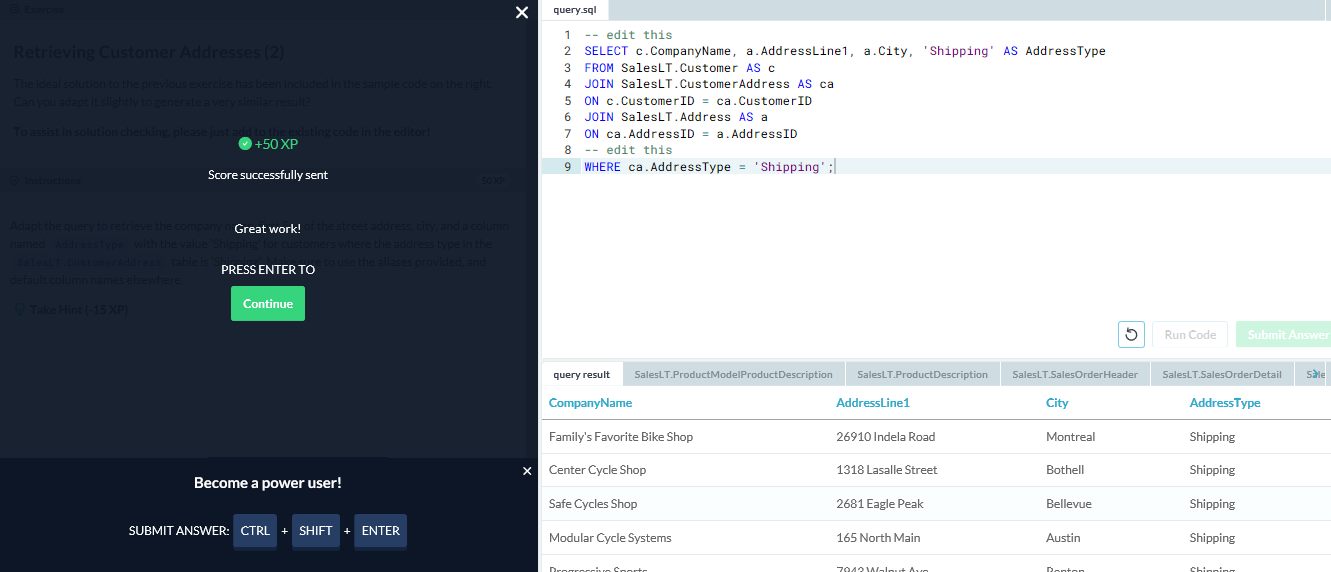 Exercise
Retrieving Customer Addresses (2)
The ideal solution to the previous exercise has been included in the sample code on the right.
Can you adapt it slightly to generate a very similar result?
To assist in solution checking, please just add to the existing code in the editor!
+50 XP
Score successfully sent
Instructions
50 XP
Great work!
Adapt the query to retrieve the company name, first line of the street address, city, and a column
named AddressType with the value 'Shipping' for customers where the address type in the
SalesLT.CustomerAddress table is 'Shipping'. Make sure to use the aliases provided, and
default column names elsewhere.
PRESS ENTER TO
Continue
Take Hint (-15 XP)
Become a power user!
SUBMIT ANSWER: CTRL + SHIFT + ENTER
query.sql
1 -- edit this
2 SELECT c.CompanyName, a.AddressLine1, a.City, 'Shipping' AS AddressType
3 FROM SalesLT.Customer AS c
4 JOIN SalesLT.CustomerAddress AS ca
5 ON c.CustomerID = ca.CustomerID
6 JOIN SalesLT.Address AS a
7 ON ca.AddressID = a.AddressID
8 -- edit this
9 WHERE ca.AddressType = 'Shipping';
Run Code
Submit Answer
query result SalesLT.ProductModelProductDescription SalesLT.ProductDescription SalesLT.SalesOrderHeader SalesLT.SalesOrderDetail
CompanyName AddressLine1 City AddressType
Family's Favorite Bike Shop 26910 Indela Road Montreal Shipping
Center Cycle Shop 1318 Lasalle Street Bothell Shipping
Safe Cycles Shop 2681 Eagle Peak Bellevue Shipping
Modular Cycle Systems 165 North Main Austin Shipping
Progressive Sports 7943 Walnut Ave Renton Shipping